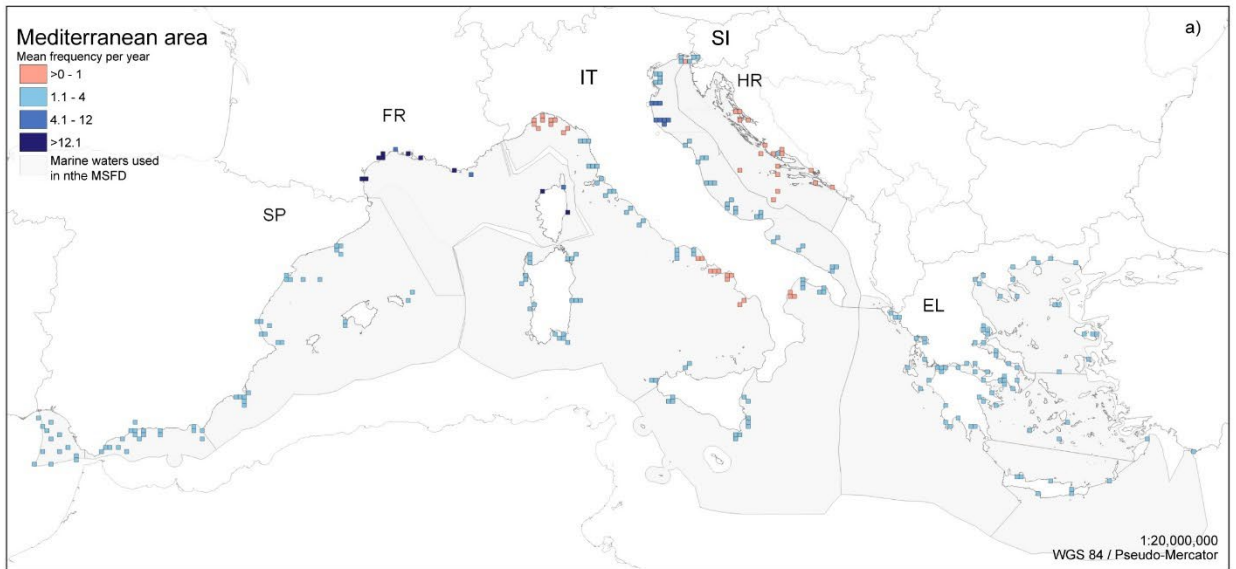 a)
Mediterranean area
Mean frequency per year
>0 - 1
1.1 - 4
4.1 - 12
>12.1
Marine waters used
in nthe MSFD
SI
IT
HR
FR
SP
EL
1:20,000,000
WGS 84 / Pseudo-Mercator